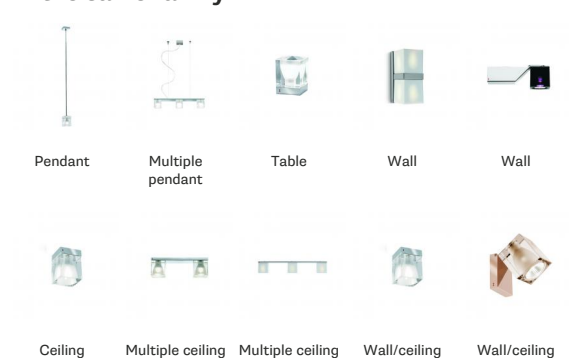 Pendant
Multiple
pendant
Table
Wall
Wall
Ceiling
Multiple ceiling
Multiple ceiling
Wall/ceiling
Wall/ceiling